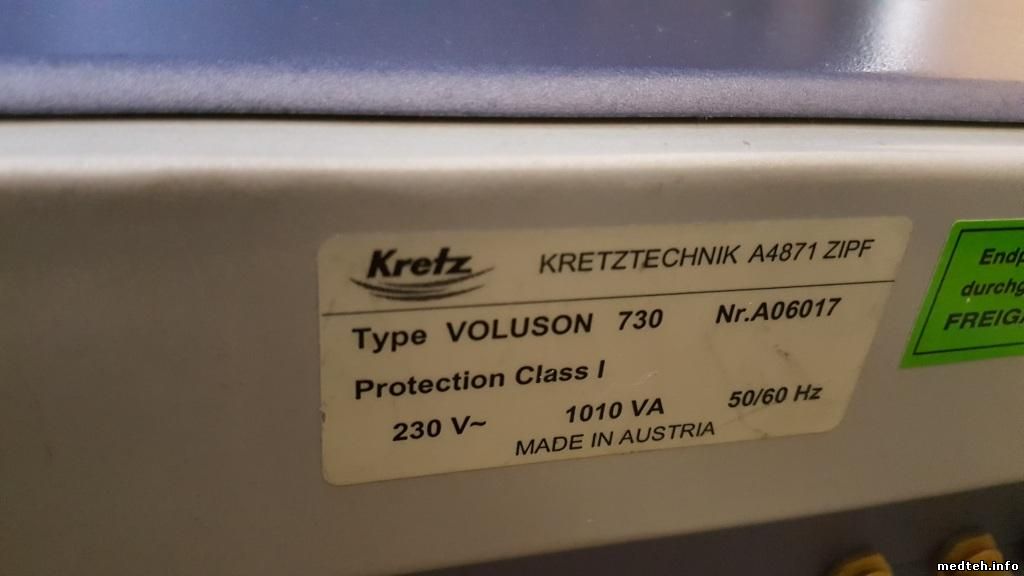 Kretz KRETZTECHNIK A4871 ZIPF
Type VOLUSON 730 Nr.A06017
Protection Class I
230 V~ 1010 VA 50/60 Hz
MADE IN AUSTRIA
medteh.info